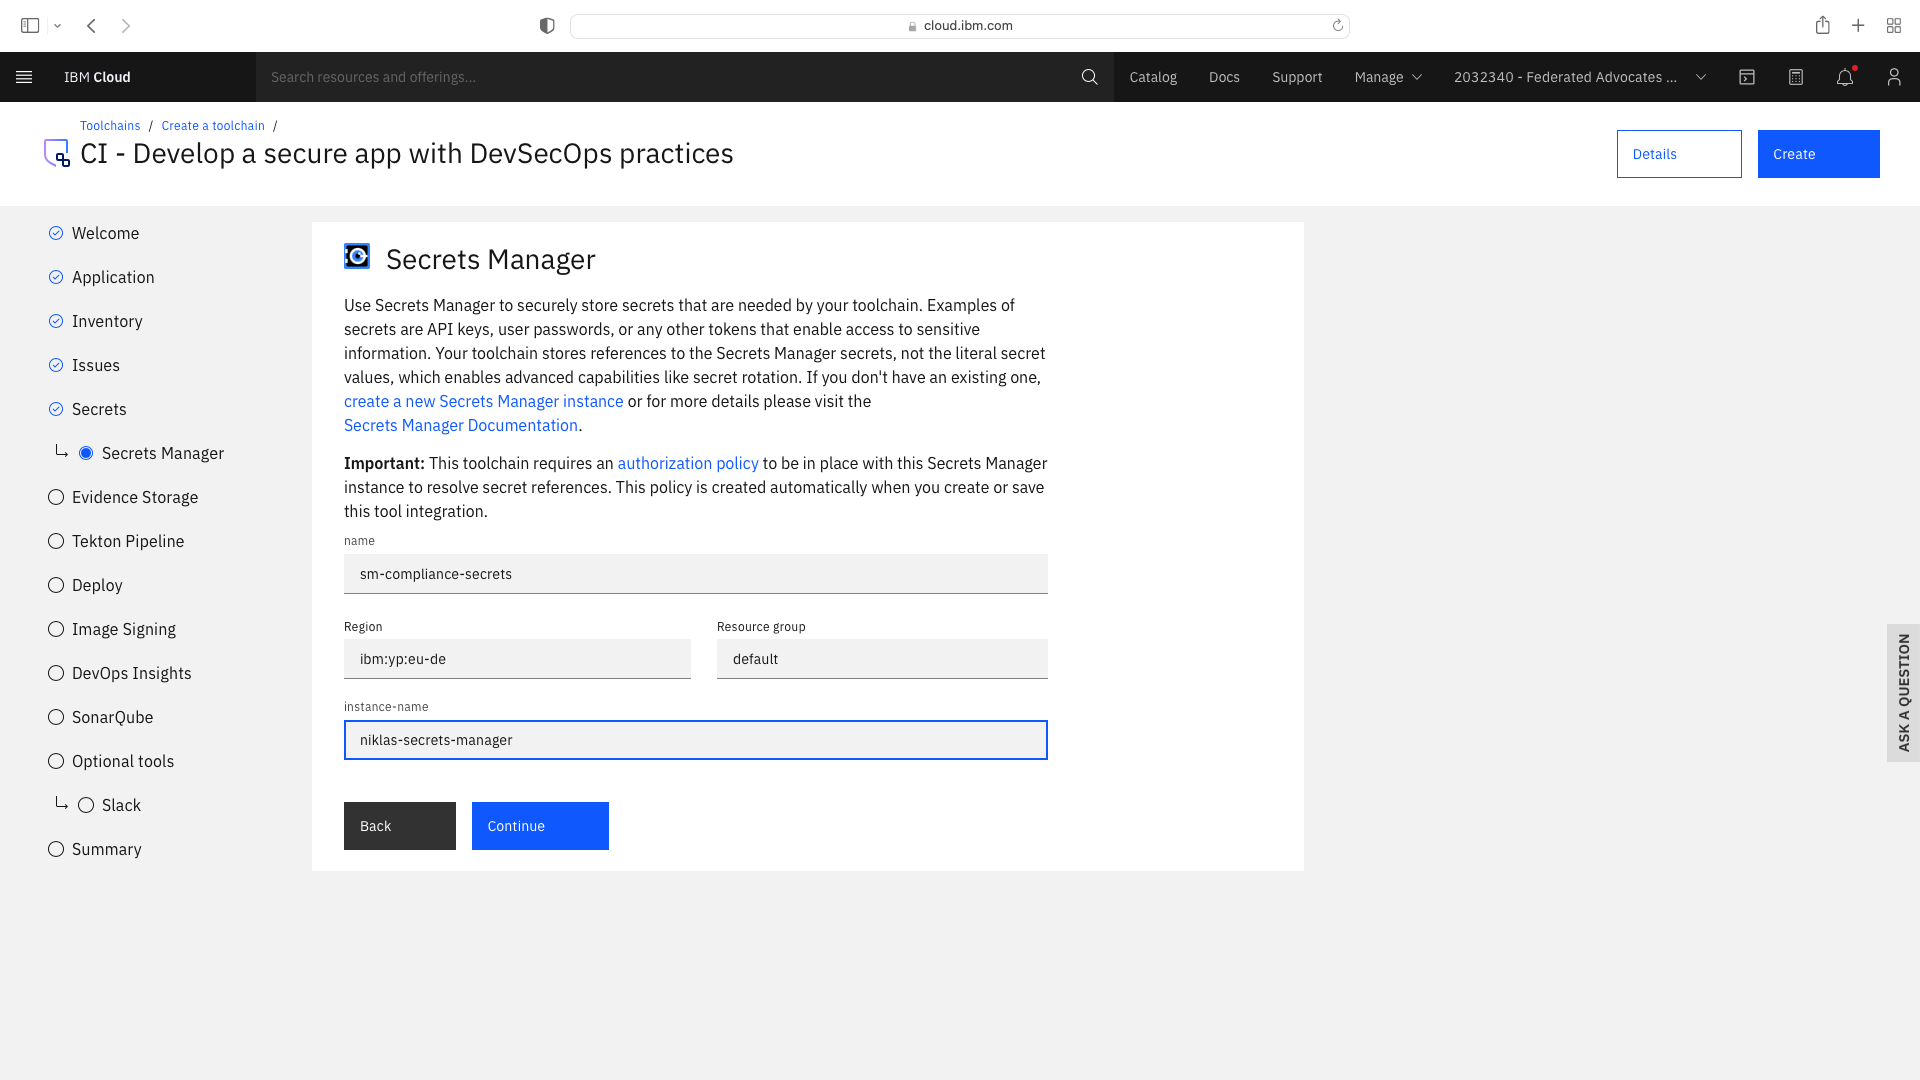 cloud.ibm.com
IBM Cloud
Search resources and offerings...
Catalog
Docs
Support
Manage
2032340 - Federated Advocates ...
Toolchains / Create a toolchain /
CI - Develop a secure app with DevSecOps practices
Details
Create
Welcome
Application
Inventory
Issues
Secrets
Secrets Manager
Evidence Storage
Tekton Pipeline
Deploy
Image Signing
DevOps Insights
SonarQube
Optional tools
Slack
Summary
Secrets Manager
Use Secrets Manager to securely store secrets that are needed by your toolchain. Examples of
secrets are API keys, user passwords, or any other tokens that enable access to sensitive
information. Your toolchain stores references to the Secrets Manager secrets, not the literal secret
values, which enables advanced capabilities like secret rotation. If you don't have an existing one,
create a new Secrets Manager instance or for more details please visit the
Secrets Manager Documentation.
Important: This toolchain requires an authorization policy to be in place with this Secrets Manager
instance to resolve secret references. This policy is created automatically when you create or save
this tool integration.
name
sm-compliance-secrets
Region
ibm:yp:eu-de
Resource group
default
instance-name
niklas-secrets-manager
Back
Continue
ASK A QUESTION